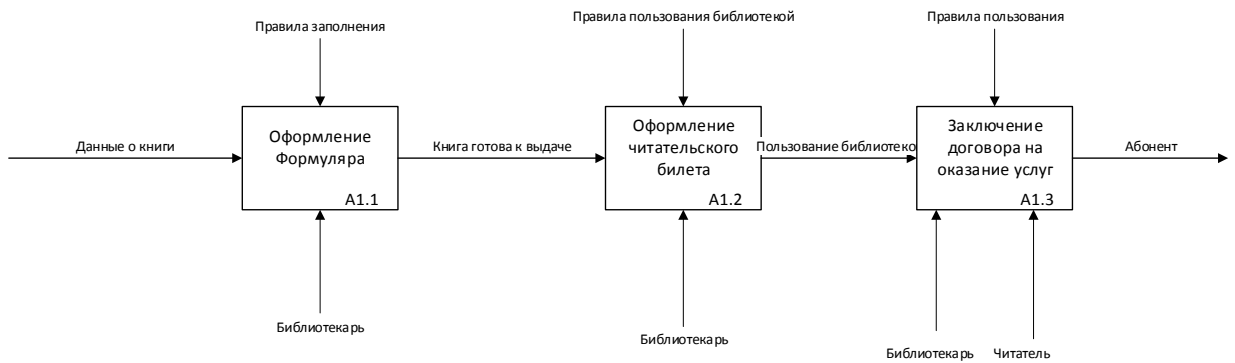 Правила заполнения
Правила пользования библиотекой
Правила пользования
Данные о книги
Оформление
Формуляра
A1.1
Книга готова к выдаче
Оформление
читательского
билета
A1.2
Пользование библиотеко
Заключение
договора на
оказание услуг
A1.3
Абонент
Библиотекарь
Библиотекарь
Библиотекарь
Читатель